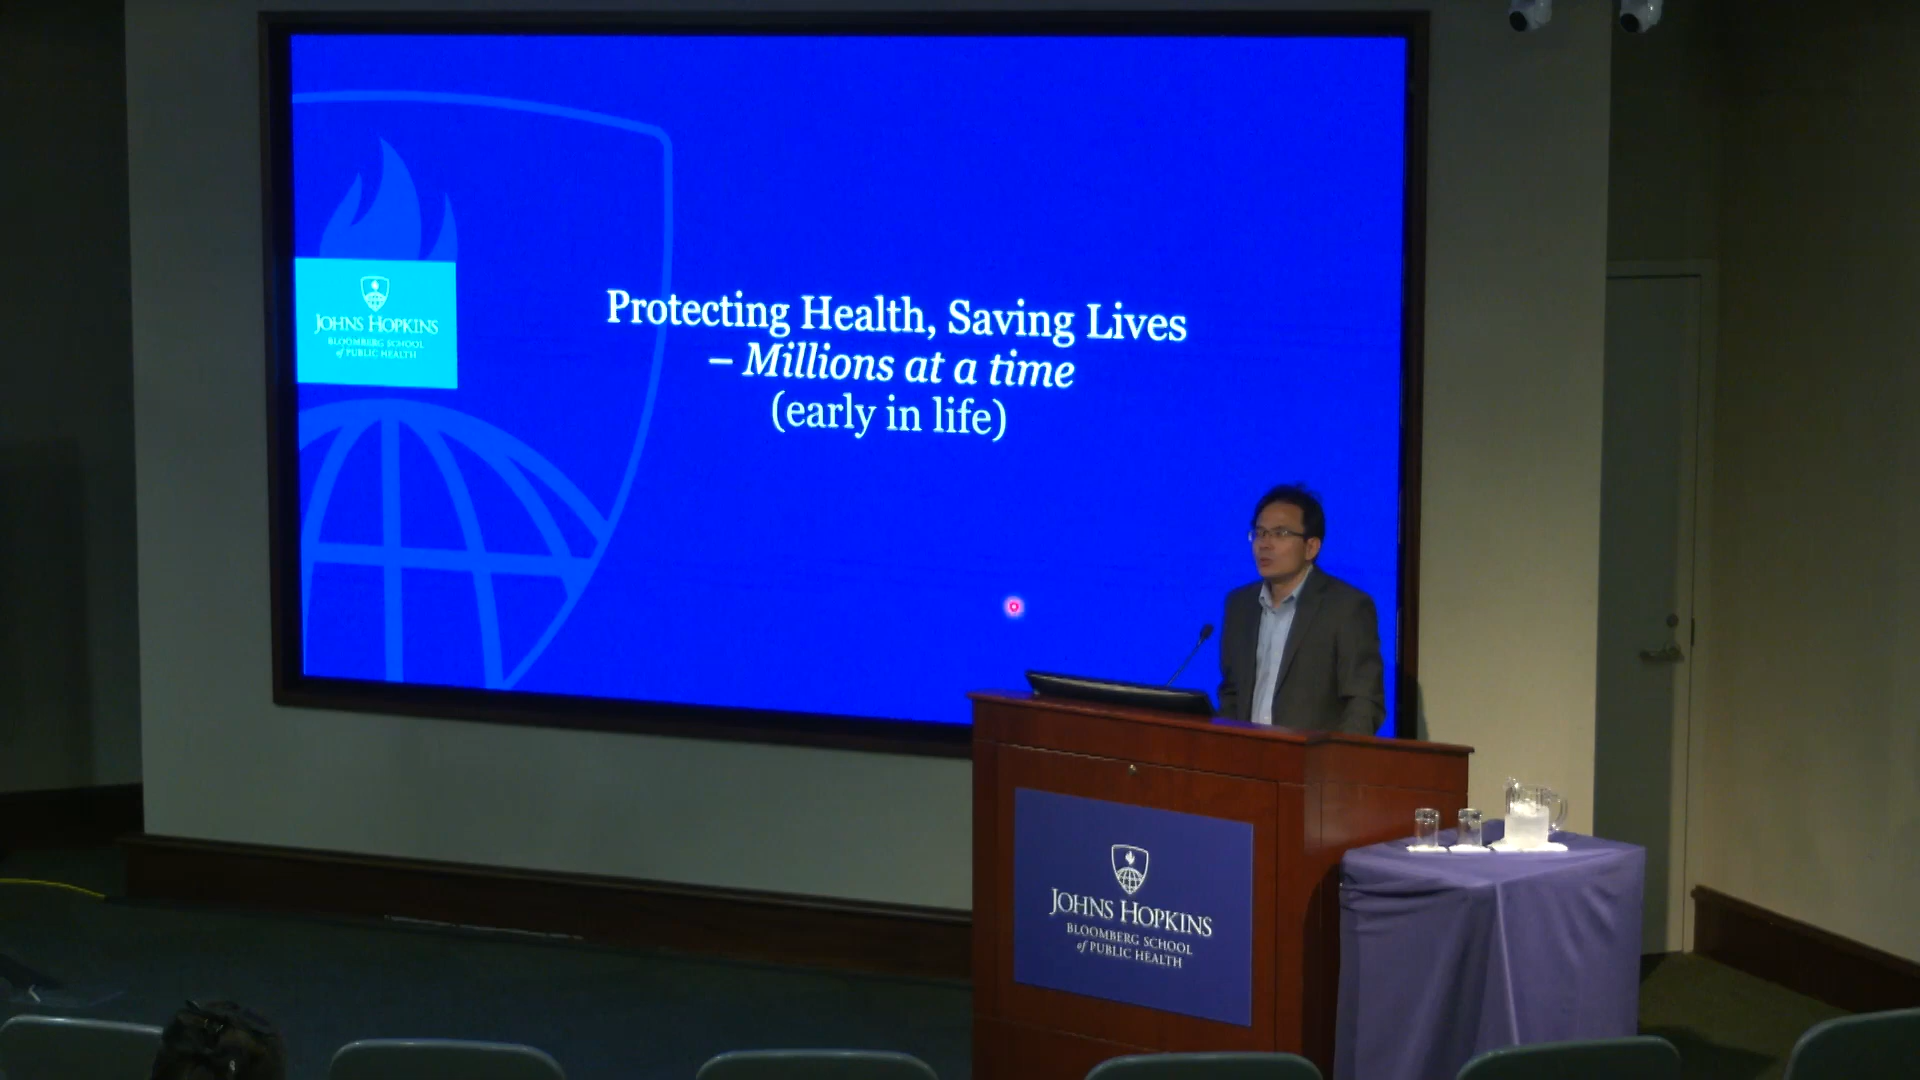 JOHNS HOPKINS
BLOOMBERG SCHOOL
of PUBLIC HEALTH
Protecting Health, Saving Lives
– Millions at a time
(early in life)
JOHNS HOPKINS
BLOOMBERG SCHOOL
of PUBLIC HEALTH